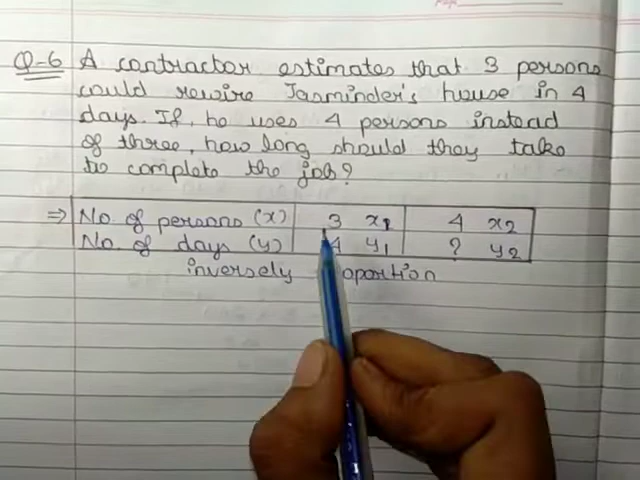 Q-6 A contractor estimates that 3 persons
could rewire Jasminder's house in 4
days. If, he uses 4 persons instead
of three, how long should they take
to complete the job?
⇒ No. of persons (x) 3 x1 4 x2
No. of days (y) 4 y1 ? y2
inversely oportion